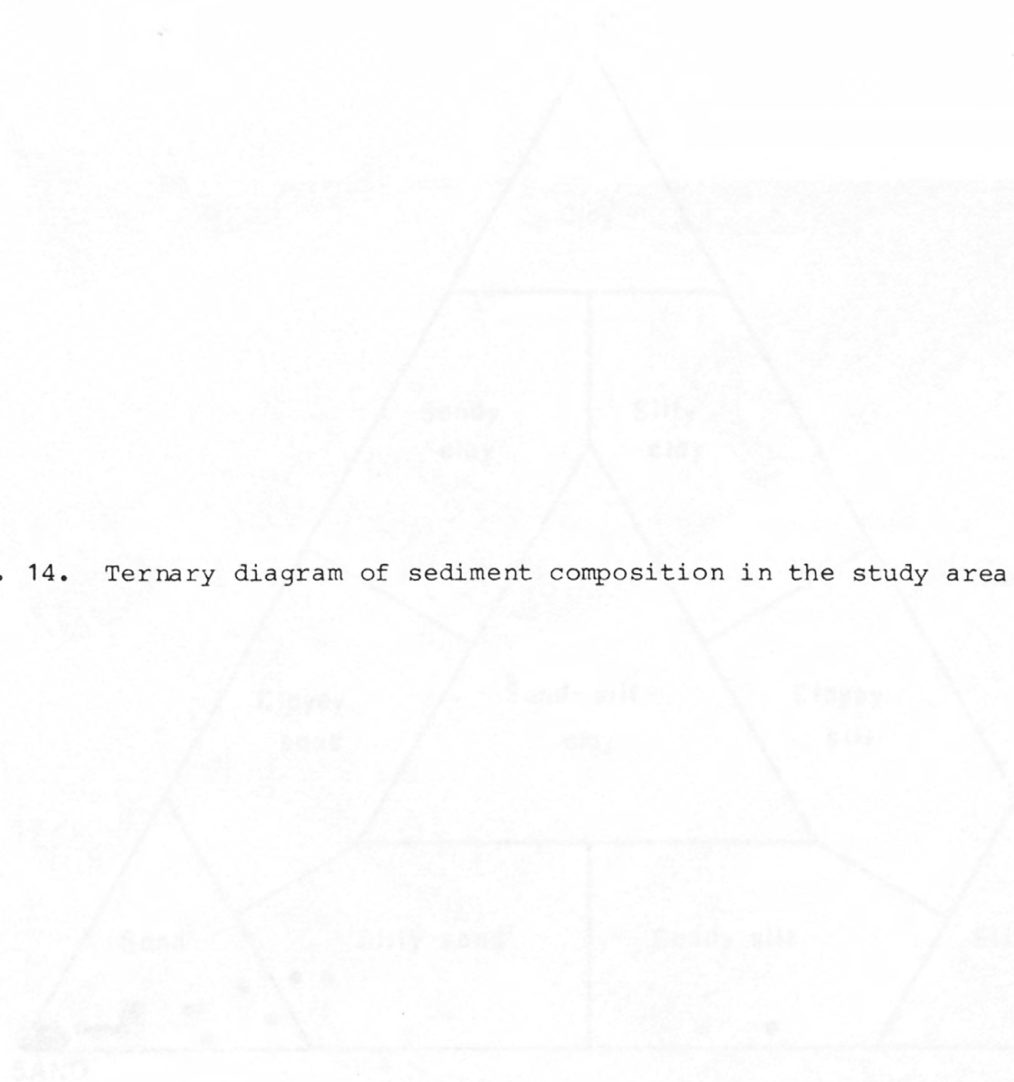 . 14. Ternary diagram of sediment composition in the study area
Clay
Sandy
clay
Silty
clay
Clayey
sand
Sand-silt
clay
Clayey
silt
Sand
Silty sand
Sandy silt
SAND